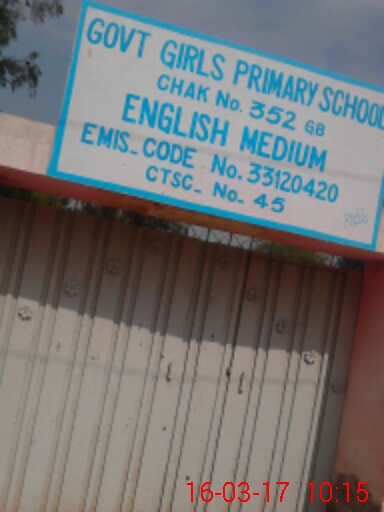 GOVT GIRLS PRIMARY SCHOOL
CHAK No. 352 GB
ENGLISH MEDIUM
EMIS_CODE No. 33120420
CTSC_ No_ 45
16-03-17 10:15